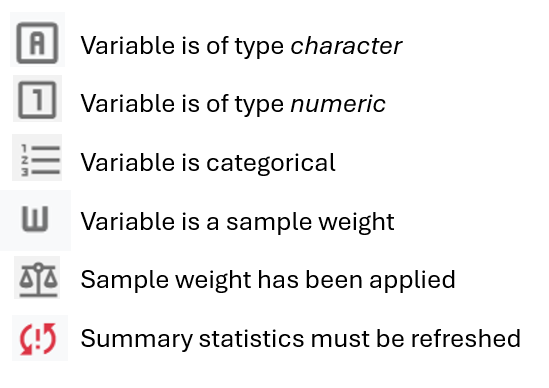 A Variable is of type character
1 Variable is of type numeric
1 2 3 Variable is categorical
W Variable is a sample weight
Sample weight has been applied
! Summary statistics must be refreshed